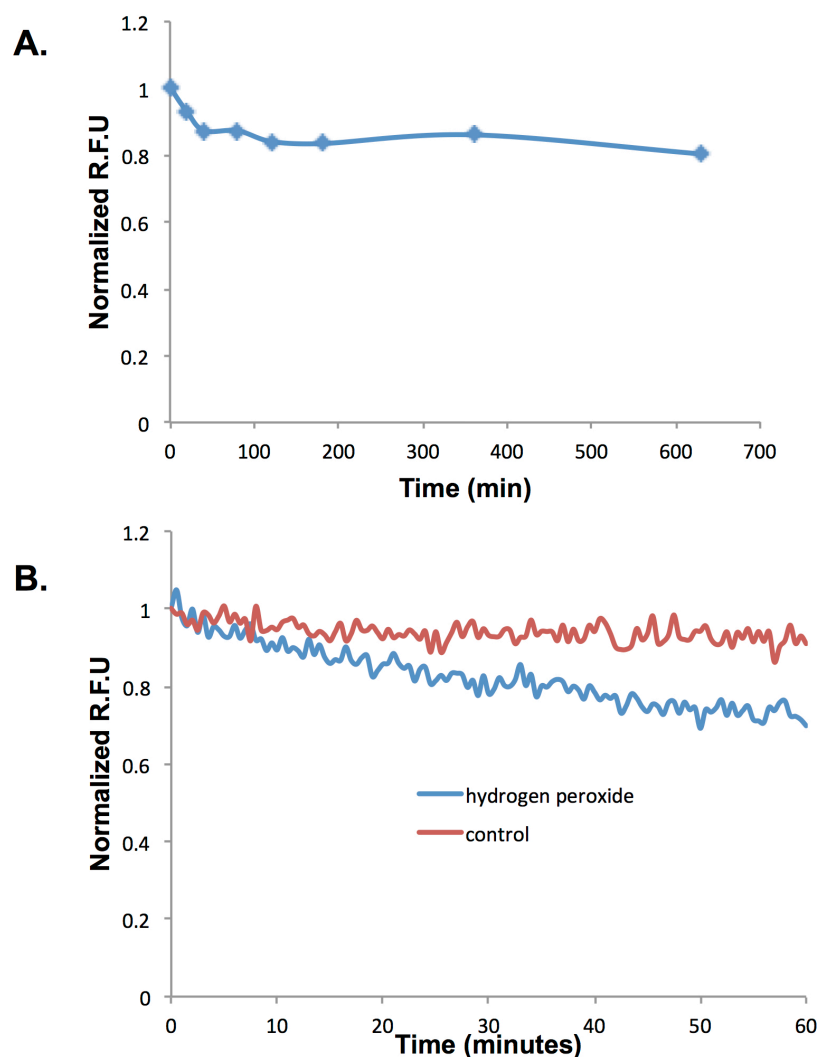 A.
Normalized R.F.U
1.2
1
0.8
0.6
0.4
0.2
0
0 100 200 300 400 500 600 700
Time (min)
B.
Normalized R.F.U
1.2
1
0.8
0.6
0.4
0.2
0
hydrogen peroxide
control
0 10 20 30 40 50 60
Time (minutes)